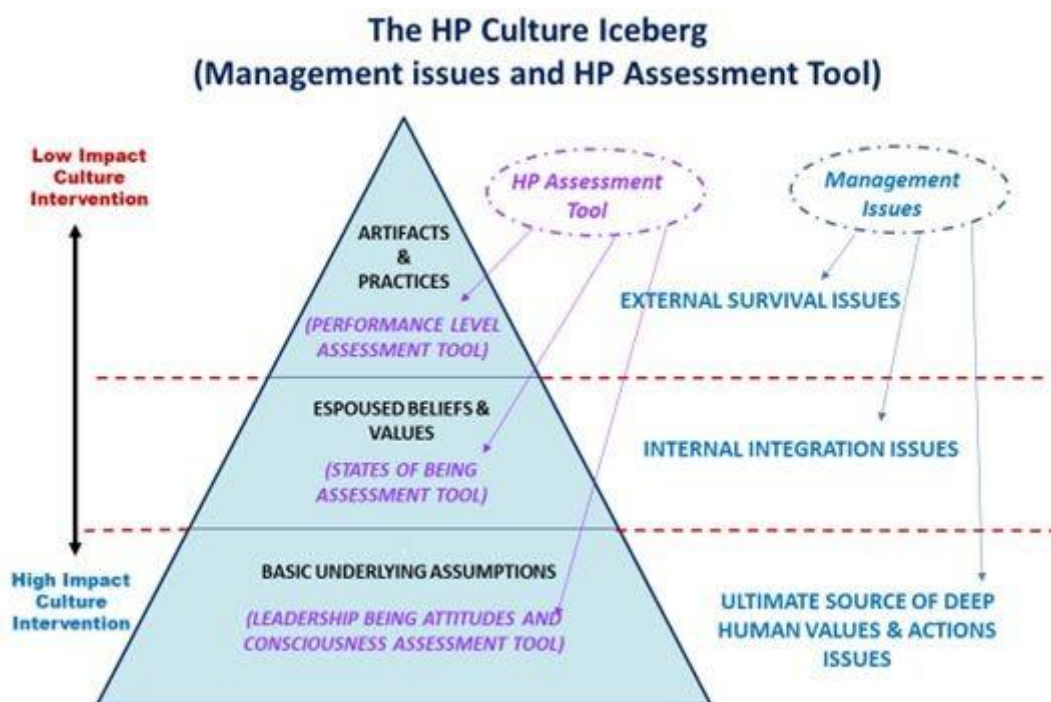 The HP Culture Iceberg
(Management issues and HP Assessment Tool)
Low Impact
Culture
Intervention
HP Assessment
Tool
Management
Issues
ARTIFACTS
&
PRACTICES
(PERFORMANCE LEVEL
ASSESSMENT TOOL)
EXTERNAL SURVIVAL ISSUES
ESPOUSED BELIEFS &
VALUES
(STATES OF BEING
ASSESSMENT TOOL)
INTERNAL INTEGRATION ISSUES
High Impact
Culture
Intervention
BASIC UNDERLYING ASSUMPTIONS
(LEADERSHIP BEING ATTITUDES AND
CONSCIOUSNESS ASSESSMENT TOOL)
ULTIMATE SOURCE OF DEEP
HUMAN VALUES & ACTIONS
ISSUES